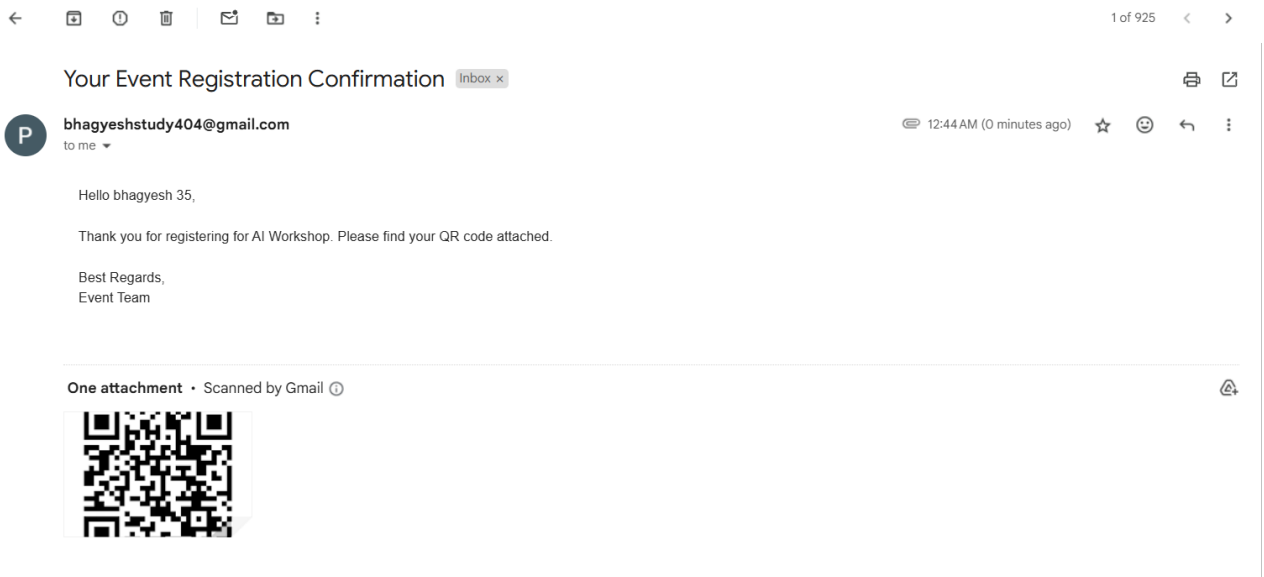 1 of 925
Your Event Registration Confirmation Inbox ×
P
bhagyeshstudy404@gmail.com
12:44 AM (0 minutes ago)
to me
Hello bhagyesh 35,
Thank you for registering for AI Workshop. Please find your QR code attached.
Best Regards,
Event Team
One attachment • Scanned by Gmail